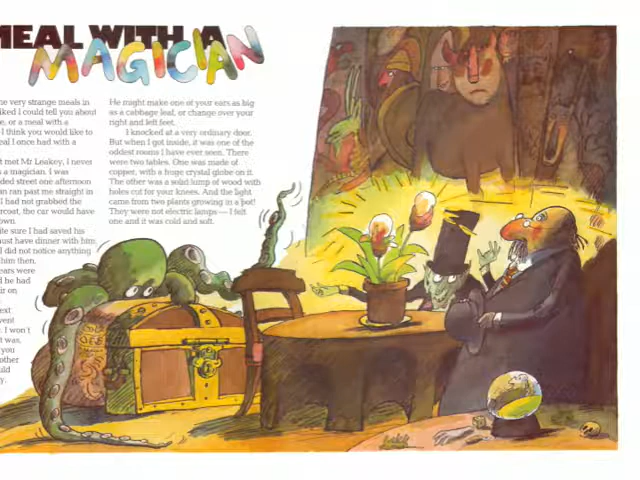 MEAL WITH A
MAGICIAN
ne very strange meals in
iked I could tell you about
e, or a meal with a
I think you would like to
eal I once had with a
t met Mr Leakey, I never
s a magician. I was
ded street one afternoon
an ran past me straight in
I had not grabbed the
rcoat, the car would have
own.
ite sure I had saved his
must have dinner with him.
I did not notice anything
him then.
ears were
d he had
ir on
ext
vent
. I won't
t was,
you
other
uld
y.
He might make one of your ears as big
as a cabbage leaf, or change over your
right and left feet.
I knocked at a very ordinary door.
But when I got inside, it was one of the
oddest rooms I have ever seen. There
were two tables. One was made of
copper, with a huge crystal globe on it.
The other was a solid lump of wood with
holes cut for your knees. And the light
came from two plants growing in a pot!
They were not electric lamps — I felt
one and it was cold and soft.